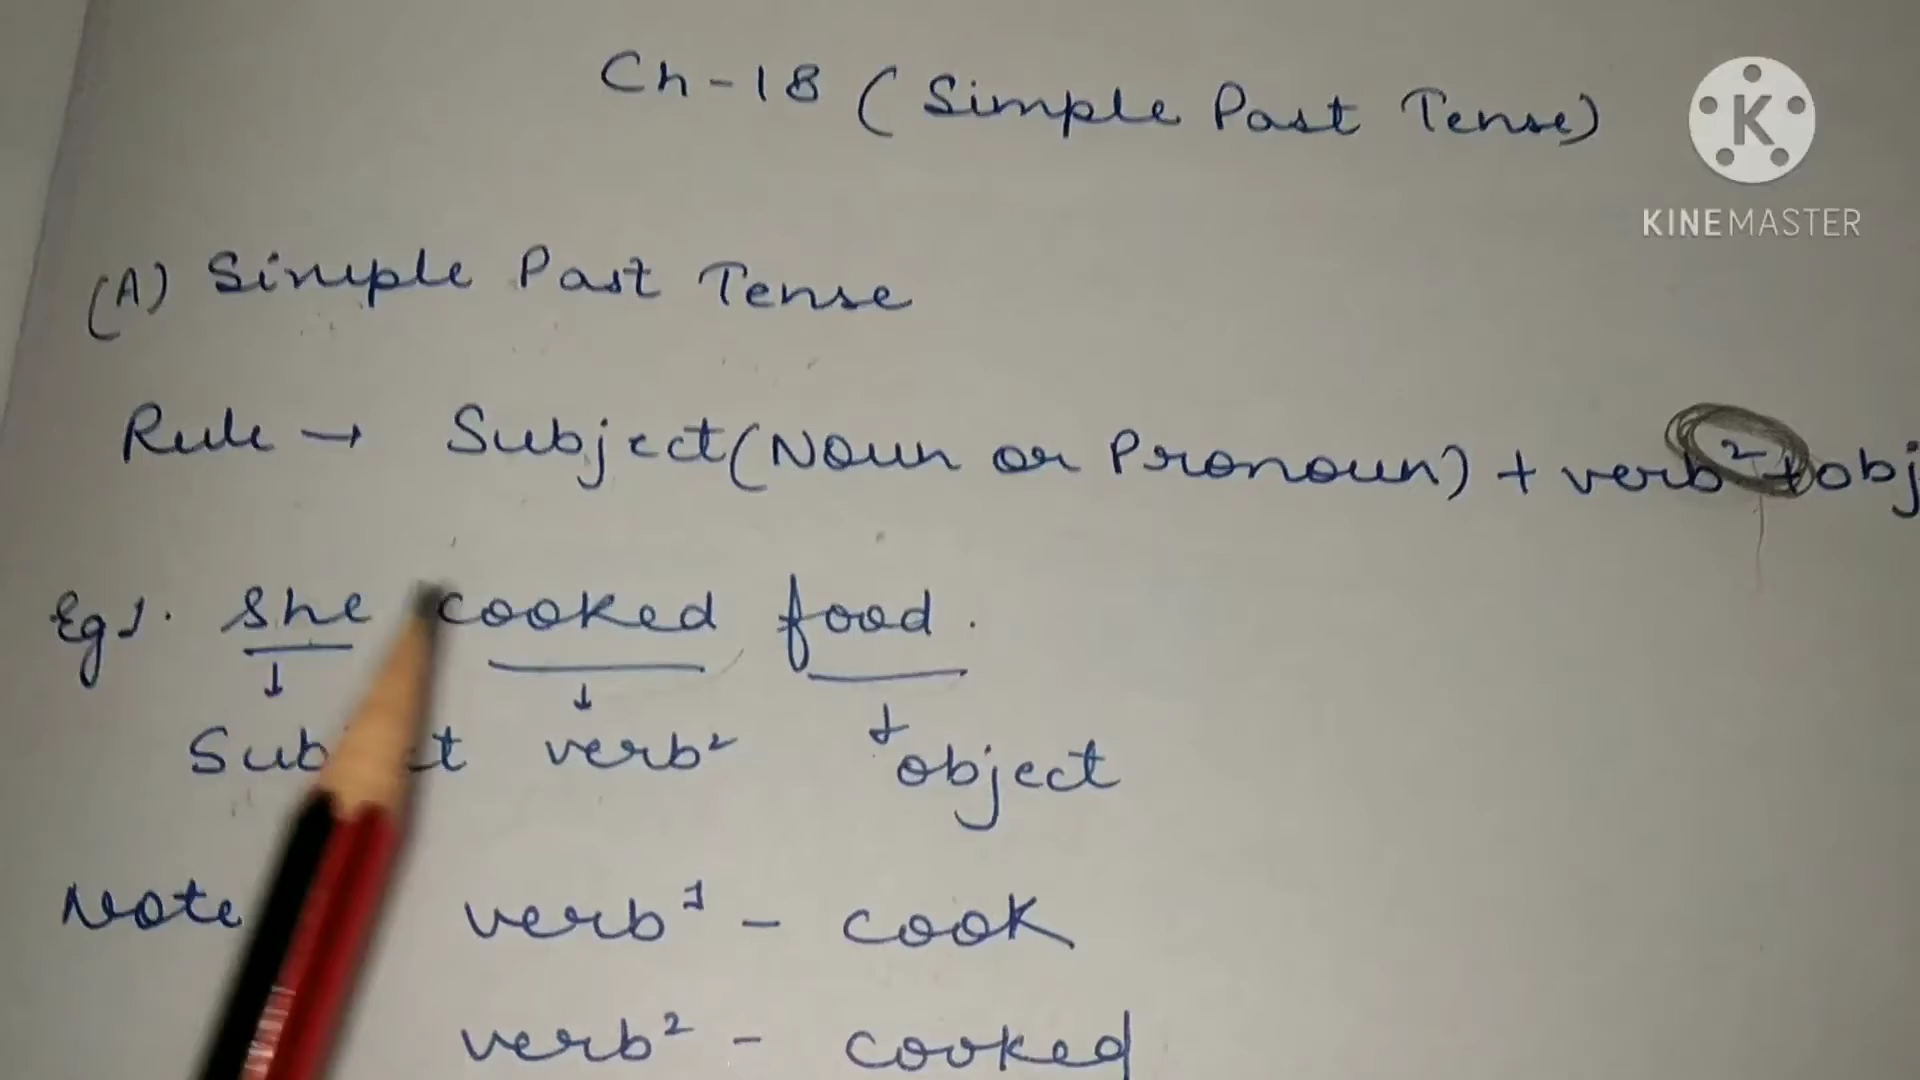 Ch-18 (Simple Past Tense)
K
KINEMASTER
(A) Simple Past Tense
Rule → Subject (Noun or Pronoun) + verb² + obj
Eg 1. She cooked food.
↓ ↓ ↓
verb² object
Note verb¹ - cook
verb² - cooked